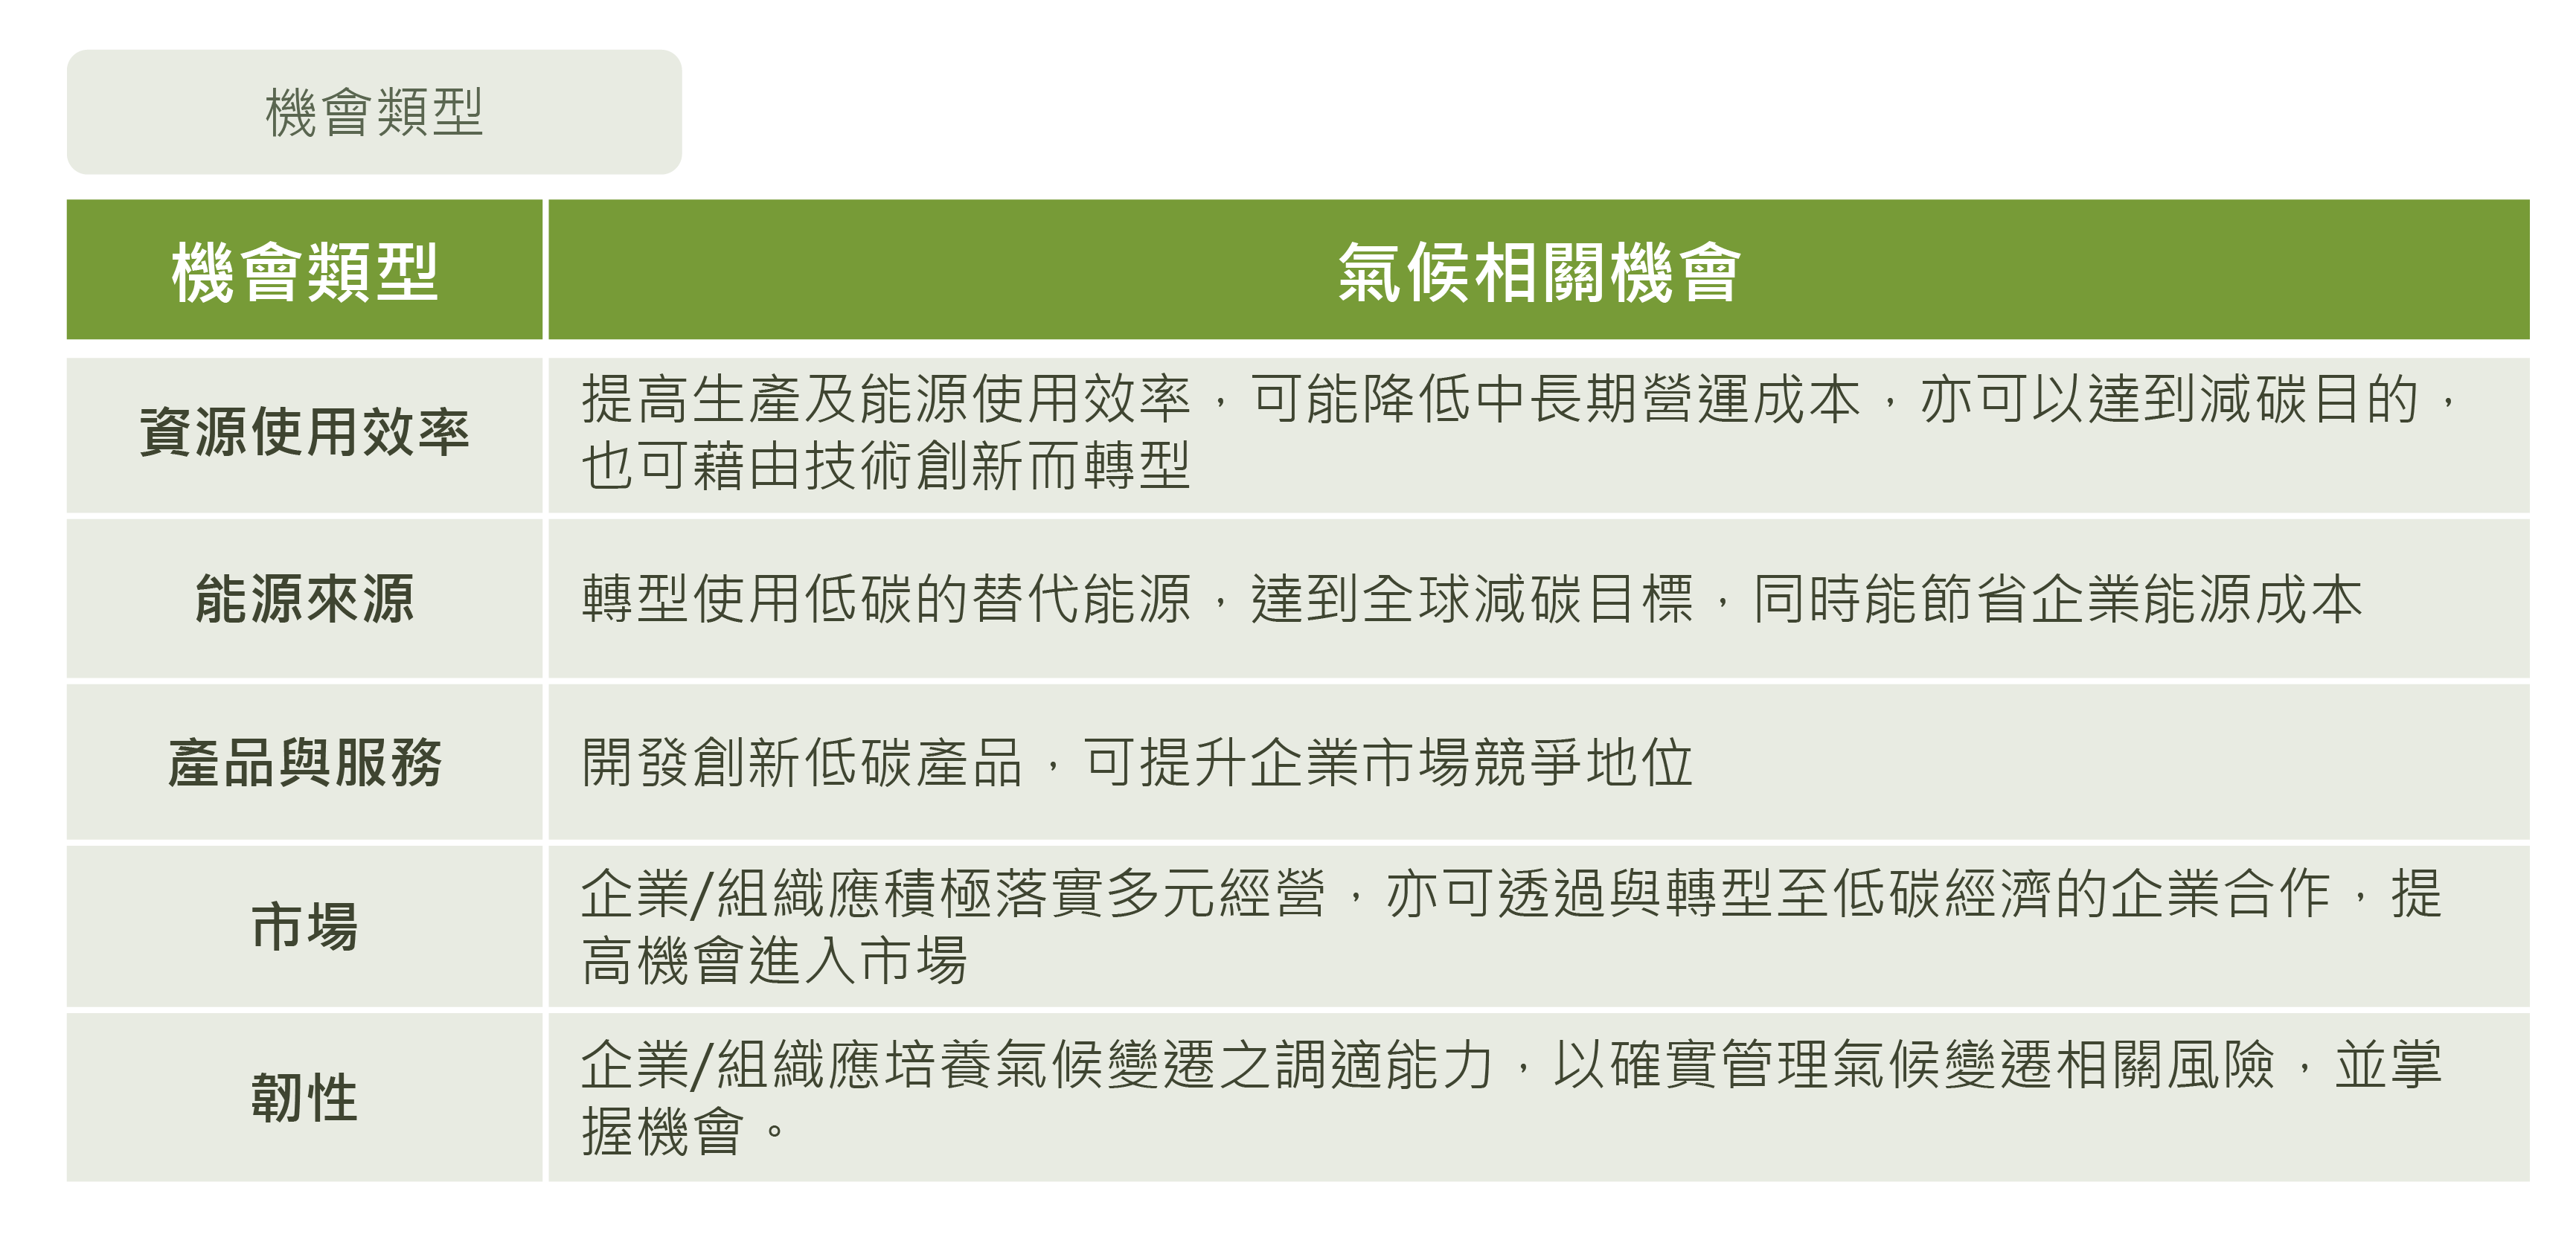 機會類型
機會類型
氣候相關機會
資源使用效率
提高生產及能源使用效率，可能降低中長期營運成本，亦可以達到減碳目的，
也可藉由技術創新而轉型
能源來源
轉型使用低碳的替代能源，達到全球減碳目標，同時能節省企業能源成本
產品與服務
開發創新低碳產品，可提升企業市場競爭地位
市場
企業/組織應積極落實多元經營，亦可透過與轉型至低碳經濟的企業合作，提
高機會進入市場
韌性
企業/組織應培養氣候變遷之調適能力，以確實管理氣候變遷相關風險，並掌
握機會。